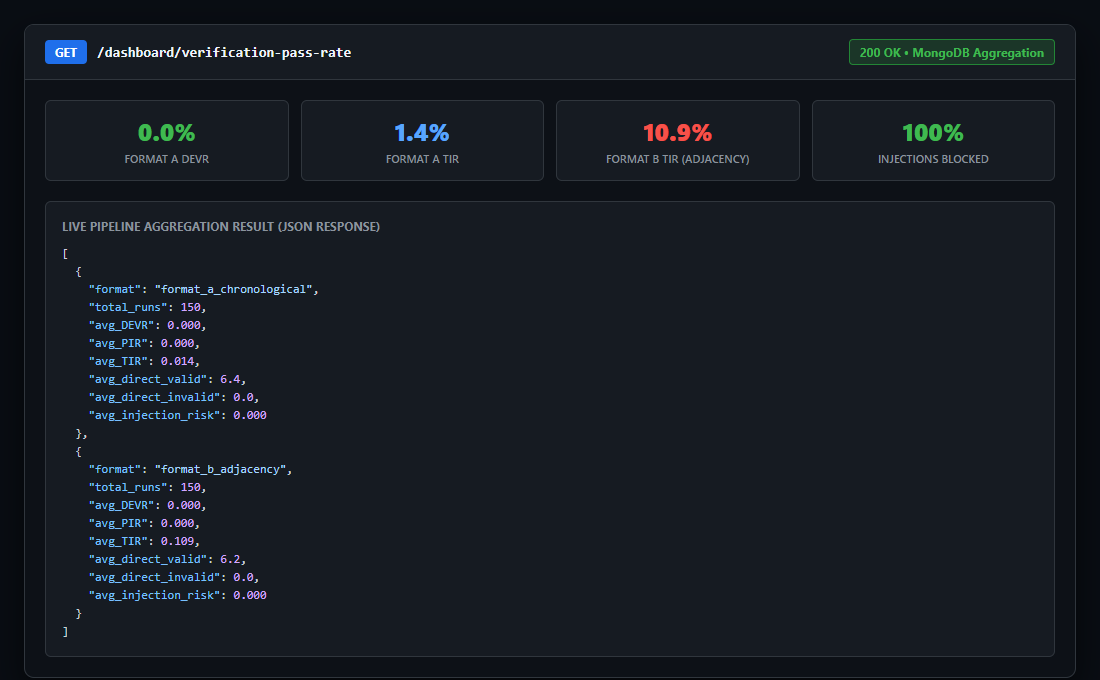 GET /dashboard/verification-pass-rate
200 OK • MongoDB Aggregation
0.0%
FORMAT A DEVR
1.4%
FORMAT A TIR
10.9%
FORMAT B TIR (ADJACENCY)
100%
INJECTIONS BLOCKED
LIVE PIPELINE AGGREGATION RESULT (JSON RESPONSE)
[
  {
    "format": "format_a_chronological",
    "total_runs": 150,
    "avg_DEVR": 0.000,
    "avg_PIR": 0.000,
    "avg_TIR": 0.014,
    "avg_direct_valid": 6.4,
    "avg_direct_invalid": 0.0,
    "avg_injection_risk": 0.000
  },
  {
    "format": "format_b_adjacency",
    "total_runs": 150,
    "avg_DEVR": 0.000,
    "avg_PIR": 0.000,
    "avg_TIR": 0.109,
    "avg_direct_valid": 6.2,
    "avg_direct_invalid": 0.0,
    "avg_injection_risk": 0.000
  }
]